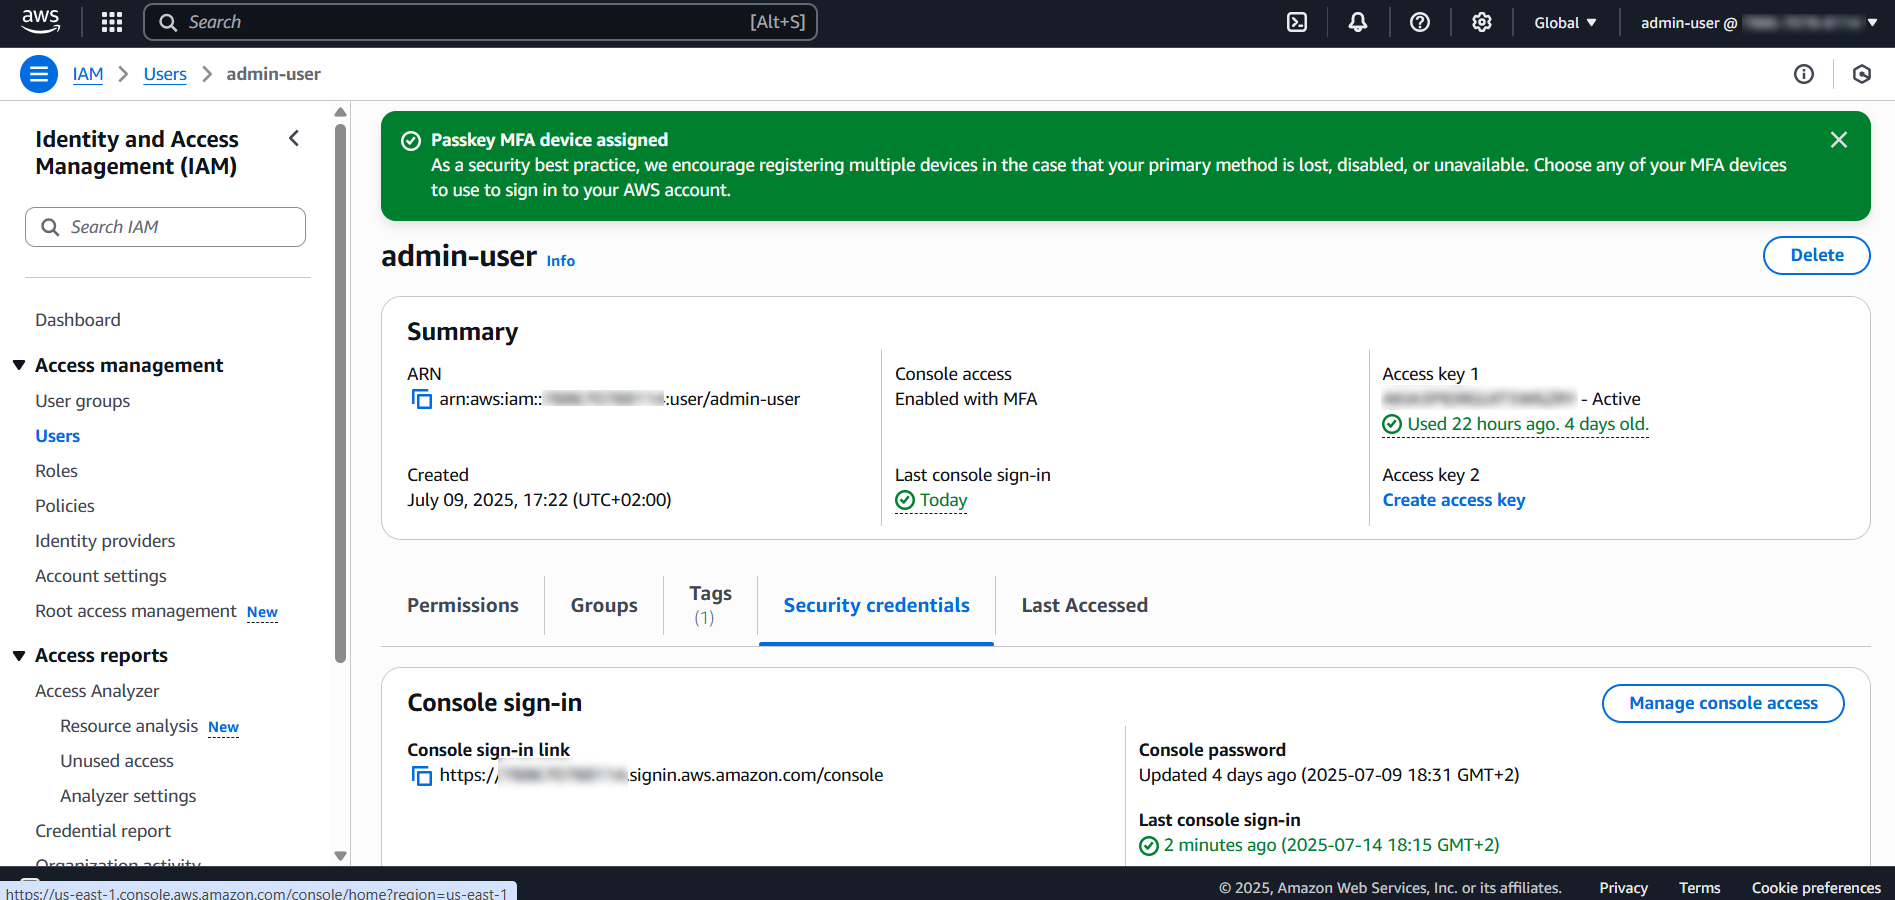 aws
Search [Alt+S]
Global
admin-user @
IAM > Users > admin-user
Identity and Access
Management (IAM)
Search IAM
Dashboard
Access management
User groups
Users
Roles
Policies
Identity providers
Account settings
Root access management New
Access reports
Access Analyzer
Resource analysis New
Unused access
Analyzer settings
Credential report
Organization activity
Passkey MFA device assigned
As a security best practice, we encourage registering multiple devices in the case that your primary method is lost, disabled, or unavailable. Choose any of your MFA devices
to use to sign in to your AWS account.
admin-user Info
Delete
Summary
ARN
arn:aws:iam:: :user/admin-user
Created
July 09, 2025, 17:22 (UTC+02:00)
Console access
Enabled with MFA
Last console sign-in
Today
Access key 1
- Active
Used 22 hours ago. 4 days old.
Access key 2
Create access key
Permissions
Groups
Tags
(1)
Security credentials
Last Accessed
Console sign-in
Manage console access
Console sign-in link
https:// .signin.aws.amazon.com/console
Console password
Updated 4 days ago (2025-07-09 18:31 GMT+2)
Last console sign-in
2 minutes ago (2025-07-14 18:15 GMT+2)
https://us-east-1.console.aws.amazon.com/console/home?region=us-east-1
© 2025, Amazon Web Services, Inc. or its affiliates. Privacy Terms Cookie preferences